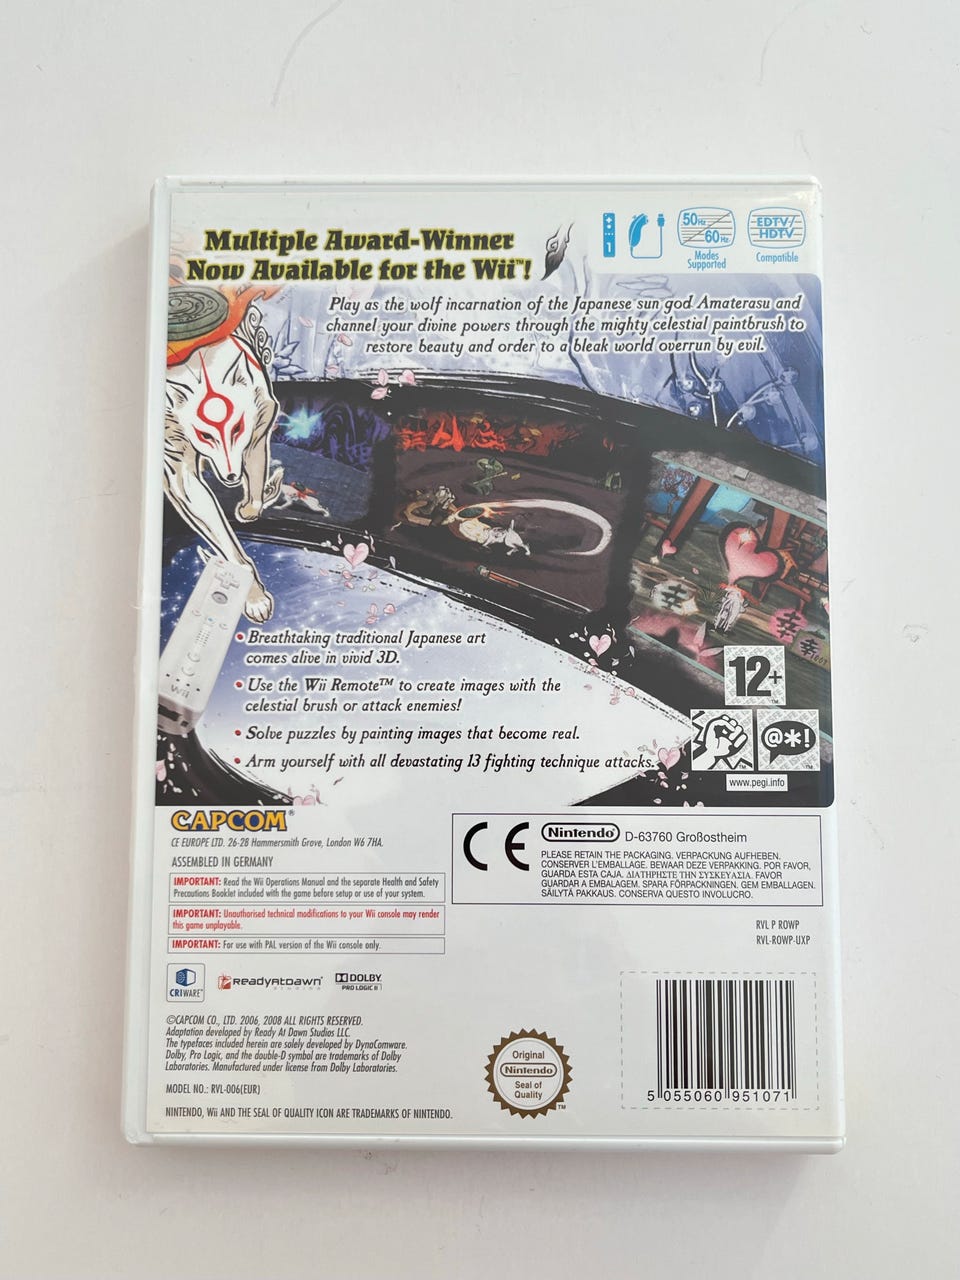 Multiple Award-Winner
Now Available for the Wii™!
1
50Hz
60Hz
Modes
Supported
EDTV/
HDTV
Compatible
Play as the wolf incarnation of the Japanese sun god Amaterasu and
channel your divine powers through the mighty celestial paintbrush to
restore beauty and order to a bleak world overrun by evil.
幸
幸
幸
Wii
• Breathtaking traditional Japanese art
comes alive in vivid 3D.
• Use the Wii Remote™ to create images with the
celestial brush or attack enemies!
• Solve puzzles by painting images that become real.
• Arm yourself with all devastating 13 fighting technique attacks.
12+
™
@*!
™
™
www.pegi.info
CAPCOM®
CE EUROPE LTD. 26-28 Hammersmith Grove, London W6 7HA.
ASSEMBLED IN GERMANY
IMPORTANT: Read the Wii Operations Manual and the separate Health and Safety
Precautions Booklet included with the game before setup or use of your system.
IMPORTANT: Unauthorised technical modifications to your Wii console may render
this game unplayable.
IMPORTANT: For use with PAL version of the Wii console only.
CE
Nintendo® D-63760 Großostheim
PLEASE RETAIN THE PACKAGING. VERPACKUNG AUFHEBEN.
CONSERVER L'EMBALLAGE. BEWAAR DEZE VERPAKKING. POR FAVOR,
GUARDA ESTA CAJA. ΔΙΑΤΗΡΗΣΤΕ ΤΗΝ ΣΥΣΚΕΥΑΣΙΑ. FAVOR
GUARDAR A EMBALAGEM. SPARA FÖRPACKNINGEN. GEM EMBALLAGEN.
SÄILYTÄ PAKKAUS. CONSERVA QUESTO INVOLUCRO.
RVL P ROWP
RVL-ROWP-UXP
CRIWARE™
READY AT DAWN®
STUDIOS
DOLBY
PRO LOGIC II
©CAPCOM CO., LTD. 2006, 2008 ALL RIGHTS RESERVED.
Adaptation developed by Ready At Dawn Studios LLC.
The typefaces included herein are solely developed by DynaComware.
Dolby, Pro Logic, and the double-D symbol are trademarks of Dolby
Laboratories. Manufactured under license from Dolby Laboratories.
MODEL NO.: RVL-006(EUR)
NINTENDO, Wii AND THE SEAL OF QUALITY ICON ARE TRADEMARKS OF NINTENDO.
Original
Nintendo®
Seal of
Quality
™
5 055060 951071